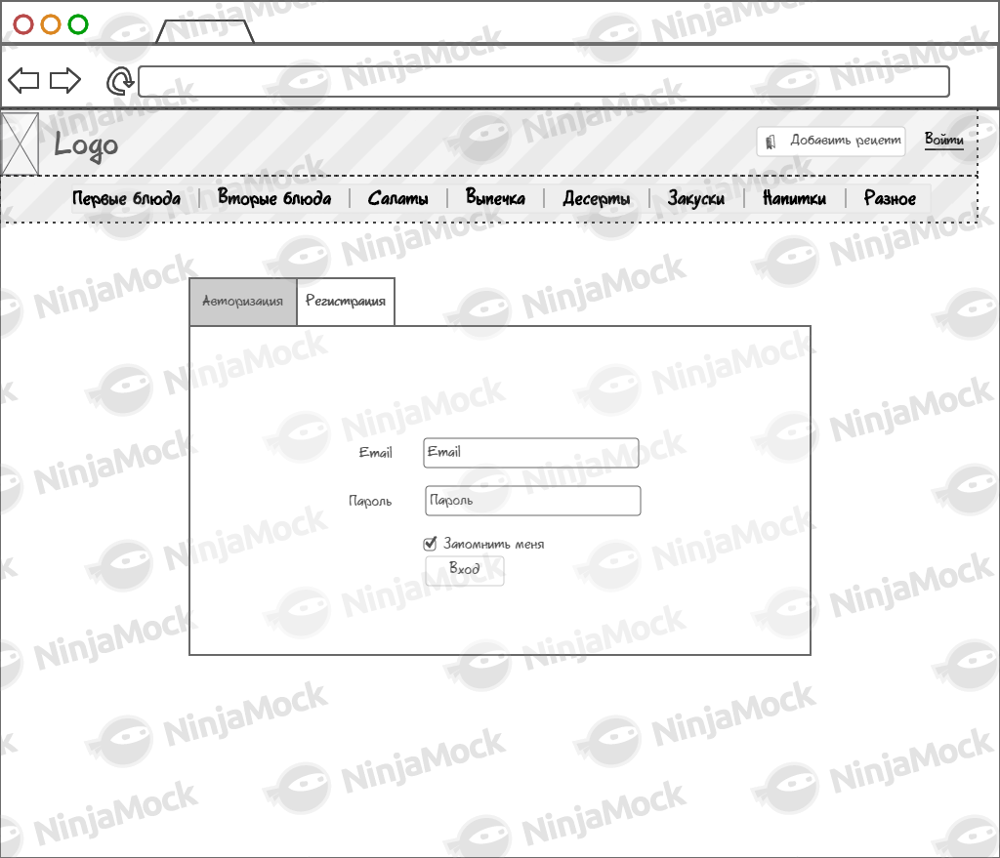 Logo
Добавить рецепт
Войти
Первые блюда | Вторые блюда | Салаты | Выпечка | Десерты | Закуски | Напитки | Разное
Авторизация
Регистрация
Email
Email
Пароль
Пароль
Запомнить меня
Вход
NinjaMock